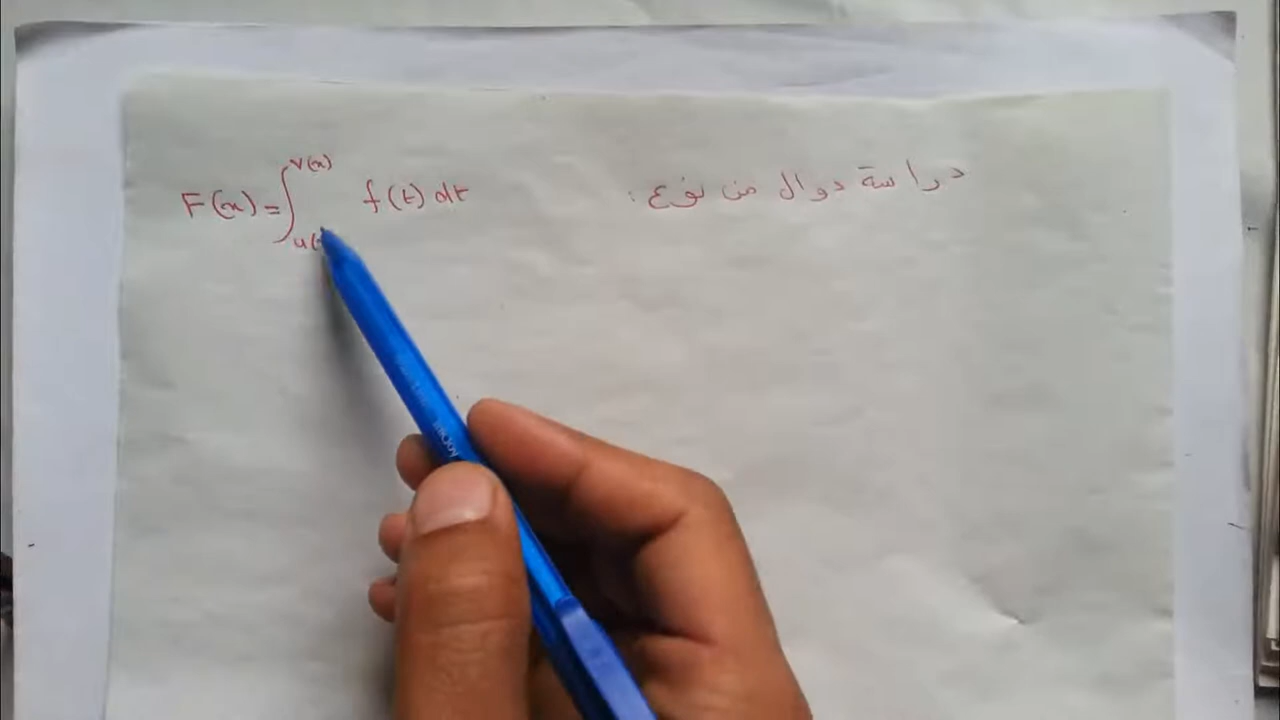 دراسة دوال من نوع : F(x) = ∫_{u(}^{v(x)} f(t) dt